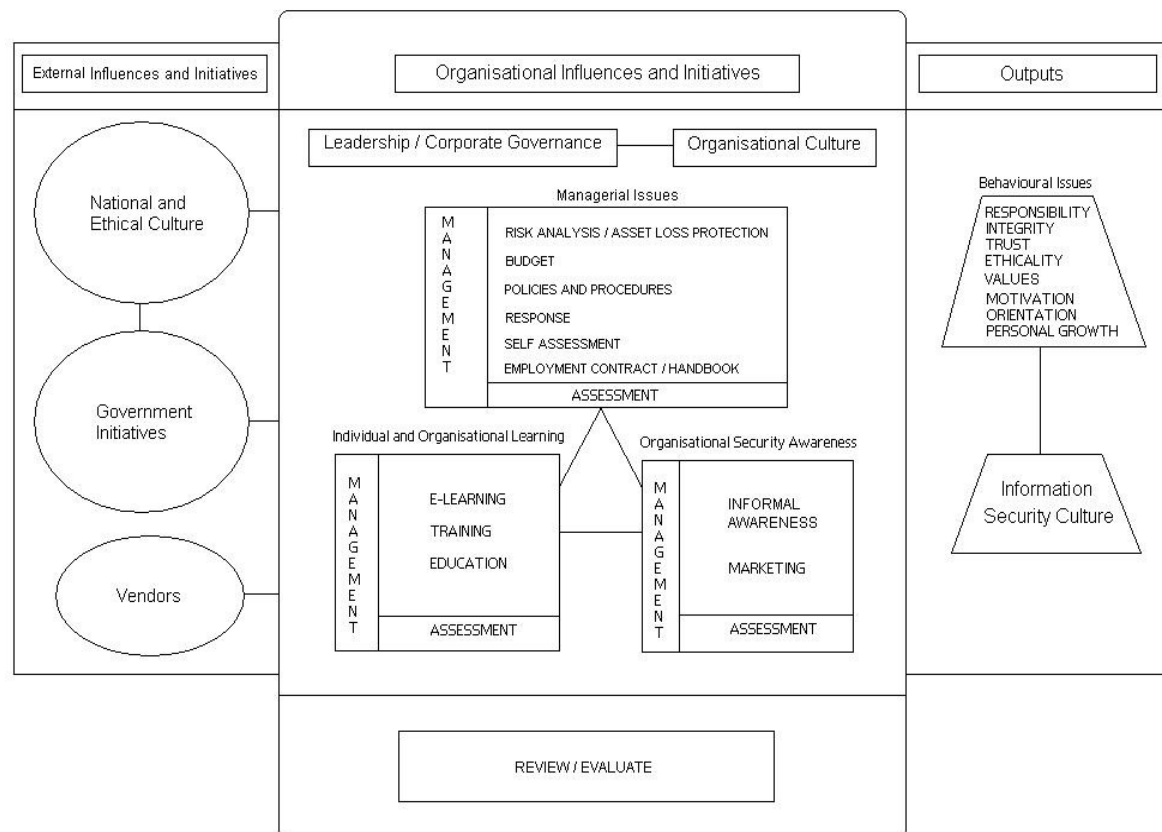 External Influences and Initiatives
Organisational Influences and Initiatives
Outputs
National and
Ethical Culture
Government
Initiatives
Vendors
Leadership / Corporate Governance
Organisational Culture
Managerial Issues
MANAGEMENT
RISK ANALYSIS / ASSET LOSS PROTECTION
BUDGET
POLICIES AND PROCEDURES
RESPONSE
SELF ASSESSMENT
EMPLOYMENT CONTRACT / HANDBOOK
ASSESSMENT
Individual and Organisational Learning
MANAGEMENT
E-LEARNING
TRAINING
EDUCATION
ASSESSMENT
Organisational Security Awareness
MANAGEMENT
INFORMAL
AWARENESS
MARKETING
ASSESSMENT
Behavioural Issues
RESPONSIBILITY
INTEGRITY
TRUST
ETHICALITY
VALUES
MOTIVATION
ORIENTATION
PERSONAL GROWTH
Information
Security Culture
REVIEW / EVALUATE